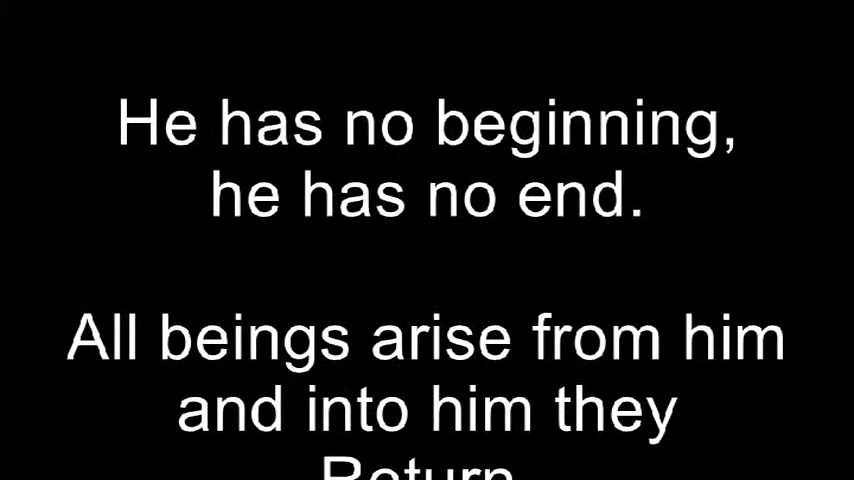 He has no beginning,
he has no end.
All beings arise from him
and into him they
Return